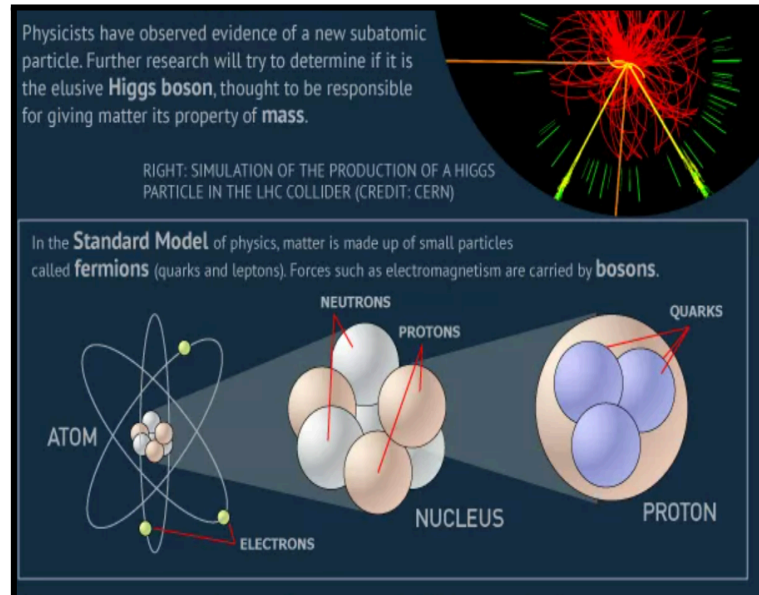 Physicists have observed evidence of a new subatomic
particle. Further research will try to determine if it is
the elusive Higgs boson, thought to be responsible
for giving matter its property of mass.
RIGHT: SIMULATION OF THE PRODUCTION OF A HIGGS
PARTICLE IN THE LHC COLLIDER (CREDIT: CERN)
In the Standard Model of physics, matter is made up of small particles
called fermions (quarks and leptons). Forces such as electromagnetism are carried by bosons.
NEUTRONS
PROTONS
QUARKS
ATOM
NUCLEUS
PROTON
ELECTRONS